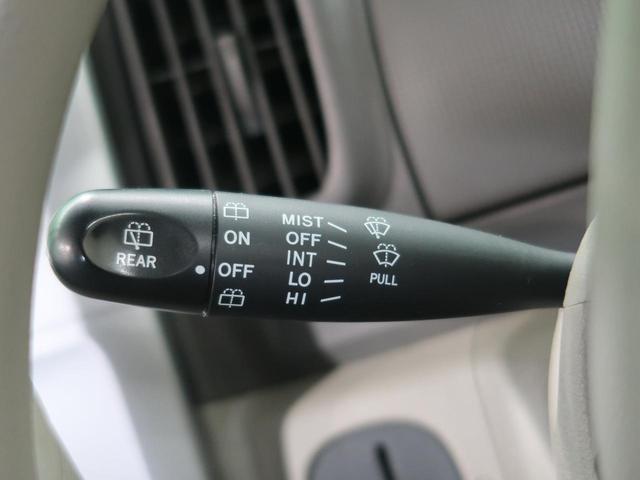 REAR
ON
OFF
MIST
OFF
INT
LO
HI
PULL